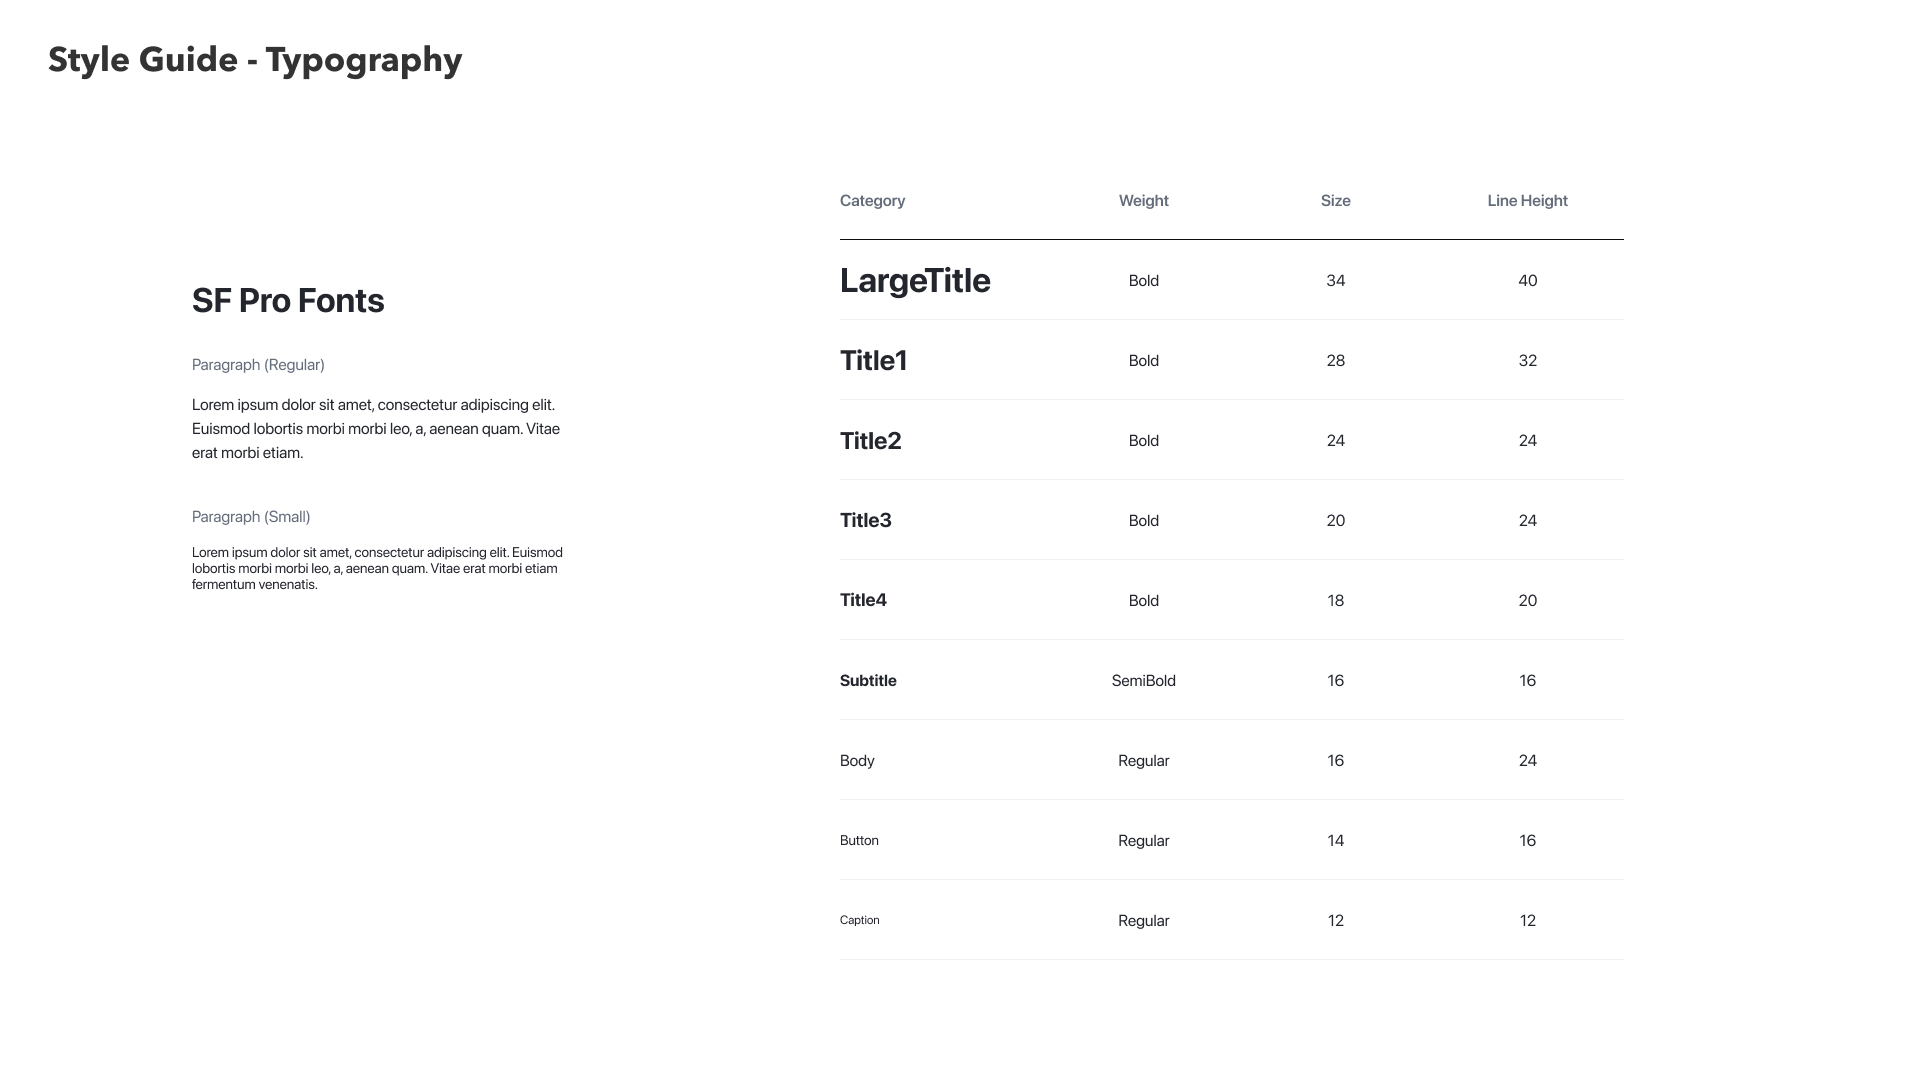 Style Guide - Typography
SF Pro Fonts
Paragraph (Regular)
Lorem ipsum dolor sit amet, consectetur adipiscing elit.
Euismod lobortis morbi morbi leo, a, aenean quam. Vitae
erat morbi etiam.
Paragraph (Small)
Lorem ipsum dolor sit amet, consectetur adipiscing elit. Euismod
lobortis morbi morbi leo, a, aenean quam. Vitae erat morbi etiam
fermentum venenatis.
Category Weight Size Line Height
LargeTitle Bold 34 40
Title1 Bold 28 32
Title2 Bold 24 24
Title3 Bold 20 24
Title4 Bold 18 20
Subtitle SemiBold 16 16
Body Regular 16 24
Button Regular 14 16
Caption Regular 12 12